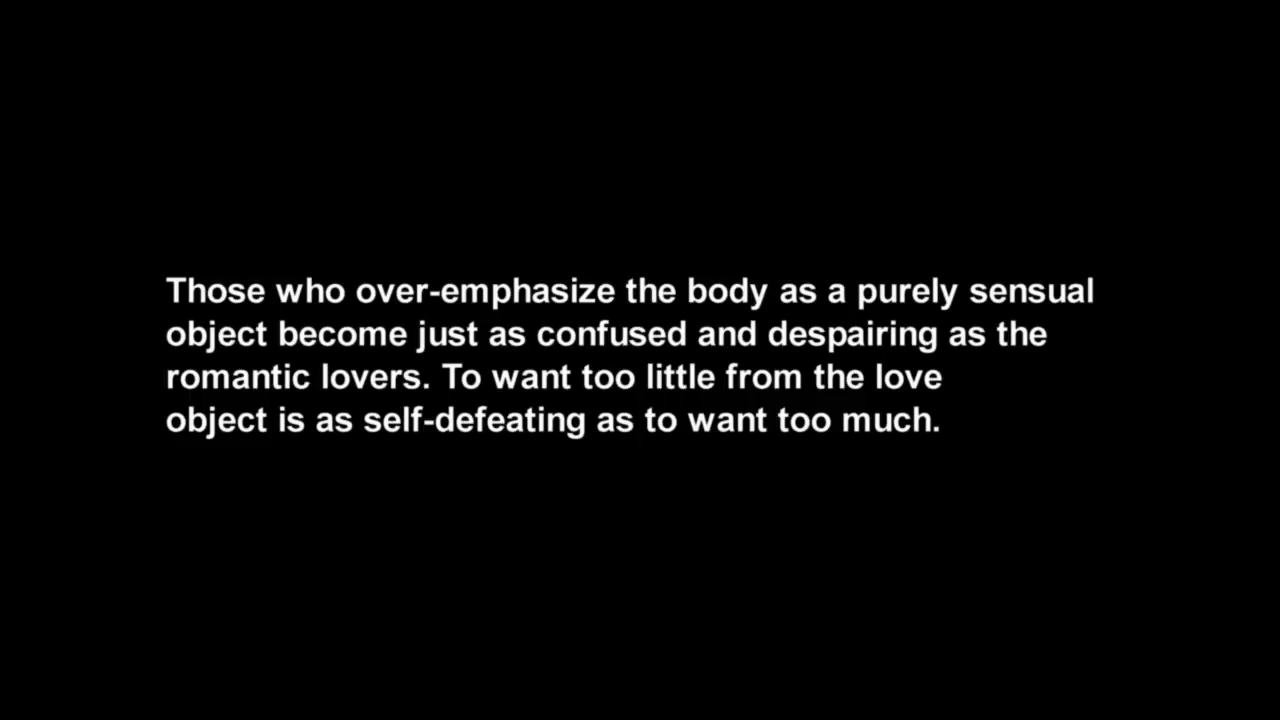 Those who over-emphasize the body as a purely sensual
object become just as confused and despairing as the
romantic lovers. To want too little from the love
object is as self-defeating as to want too much.